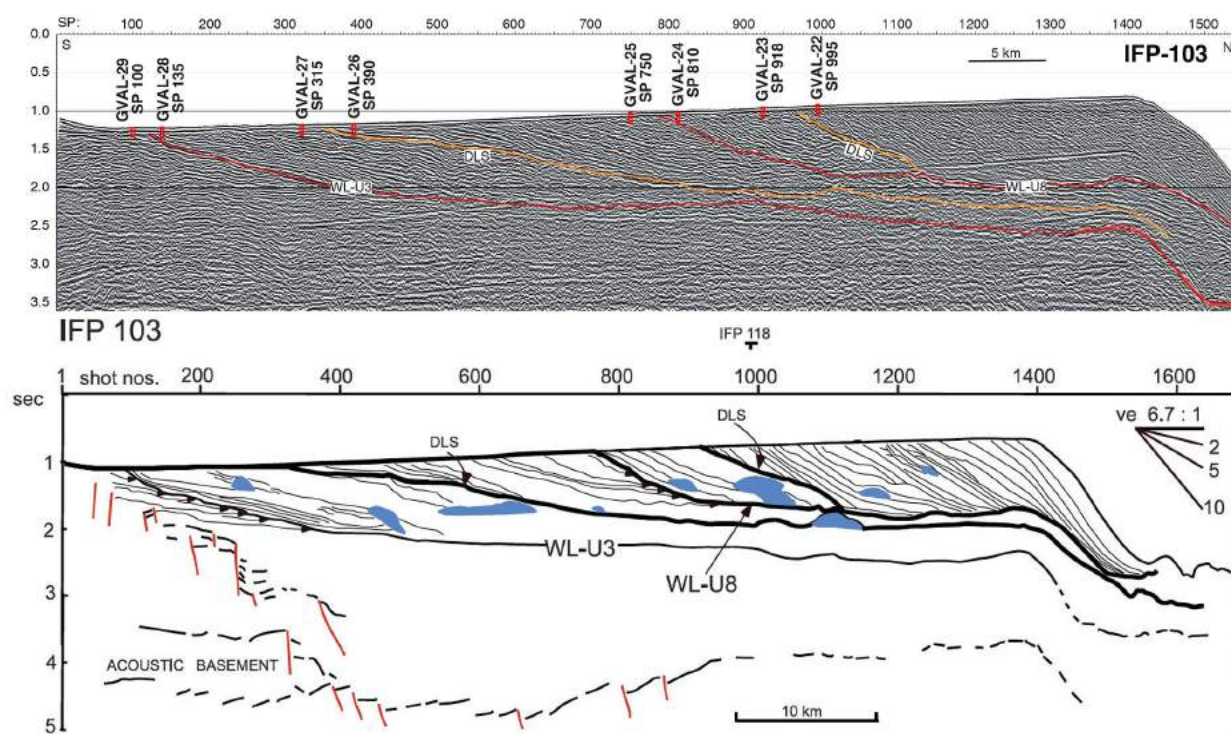 SP: 100 200 300 400 500 600 700 800 900 1000 1100 1200 1300 1400 1500
0.0 S 5 km IFP-103 N
GVAL-29 SP 100
GVAL-28 SP 135
GVAL-27 SP 315
GVAL-26 SP 390
GVAL-25 SP 750
GVAL-24 SP 810
GVAL-23 SP 918
GVAL-22 SP 995
0.5
1.0
1.5 DLS DLS
2.0 WL-U3 WL-U8
2.5
3.0
3.5
IFP 103 IFP 118
1 shot nos. 200 400 600 800 1000 1200 1400 1600
sec
ve 6.7 : 1
DLS DLS
2
5
10
1
2
WL-U3
WL-U8
3
4 ACOUSTIC BASEMENT
10 km
5